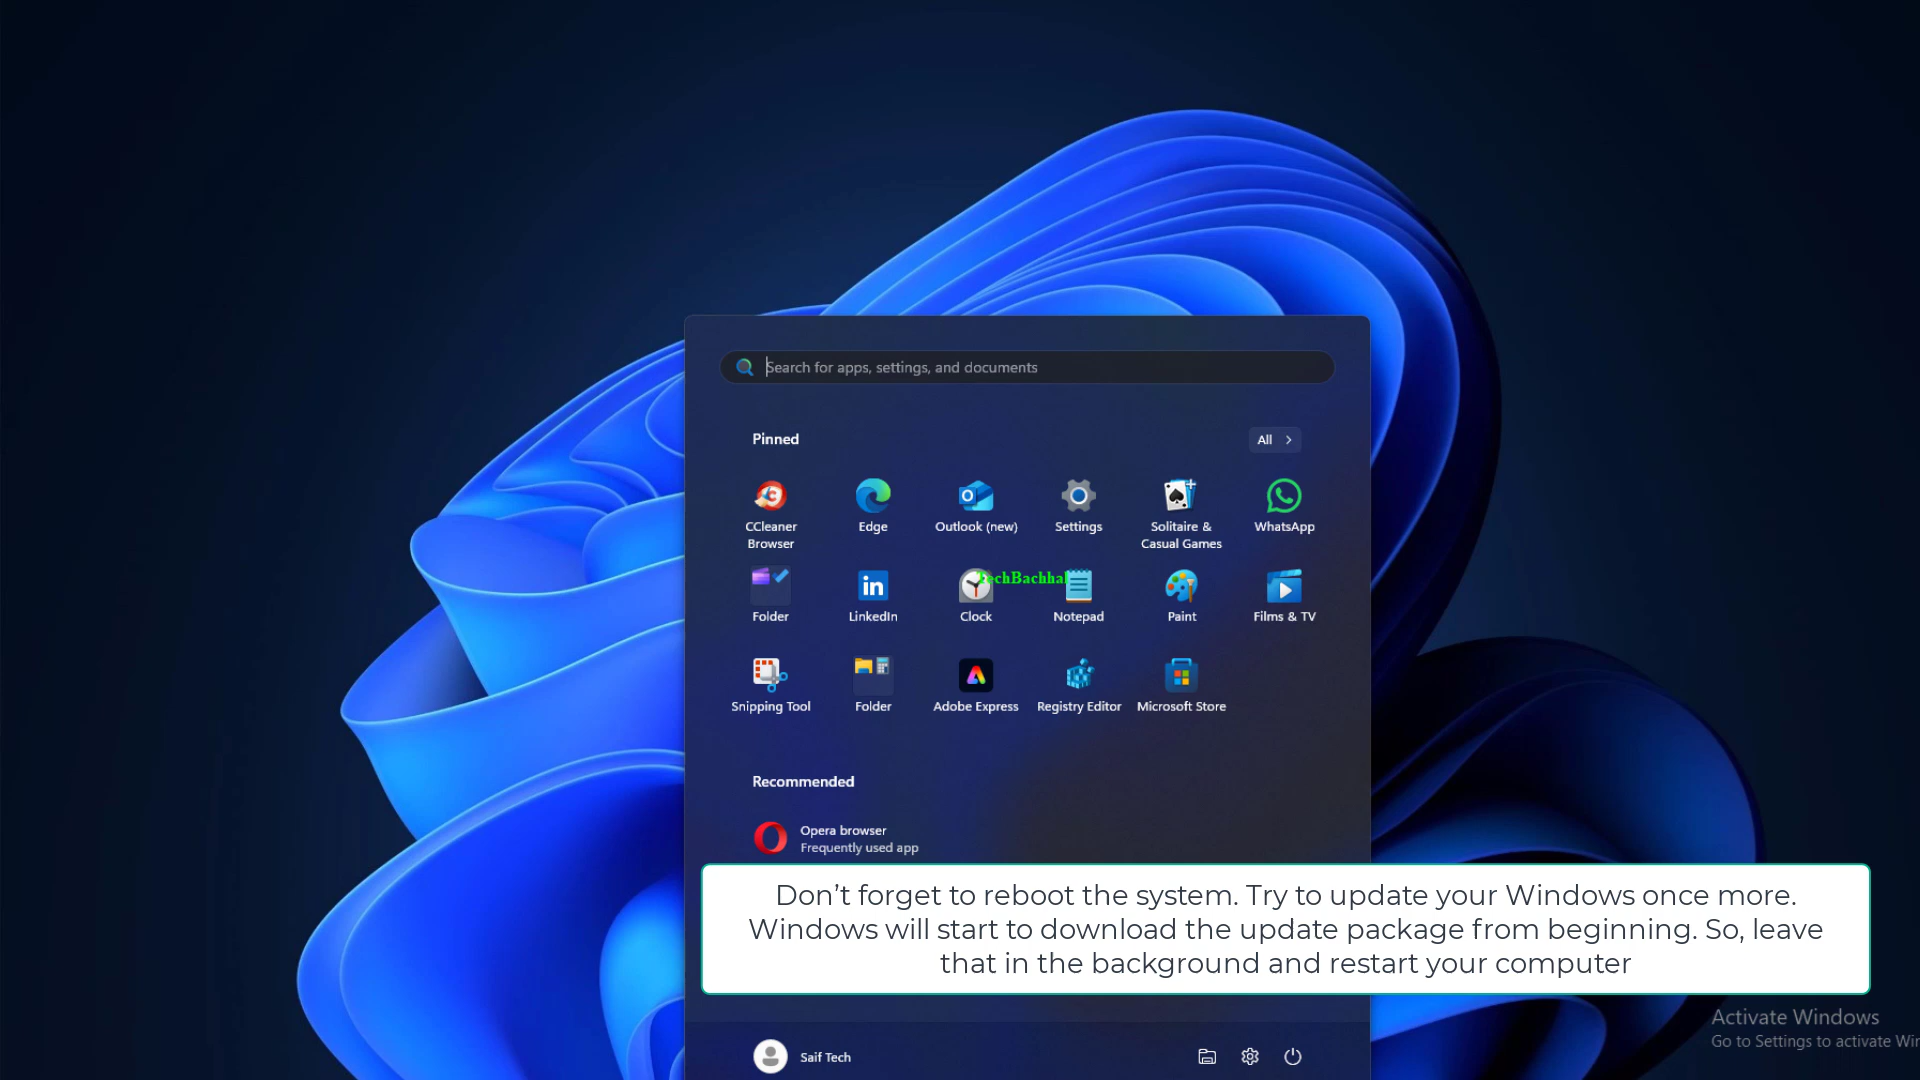 Search for apps, settings, and documents
Pinned
All
CCleaner Browser
Edge
Outlook (new)
Settings
Solitaire & Casual Games
WhatsApp
TechBachhal
Folder
LinkedIn
Clock
Notepad
Paint
Films & TV
Snipping Tool
Folder
Adobe Express
Registry Editor
Microsoft Store
Recommended
Opera browser
Frequently used app
Don’t forget to reboot the system. Try to update your Windows once more.
Windows will start to download the update package from beginning. So, leave
that in the background and restart your computer
Activate Windows
Go to Settings to activate
Saif Tech